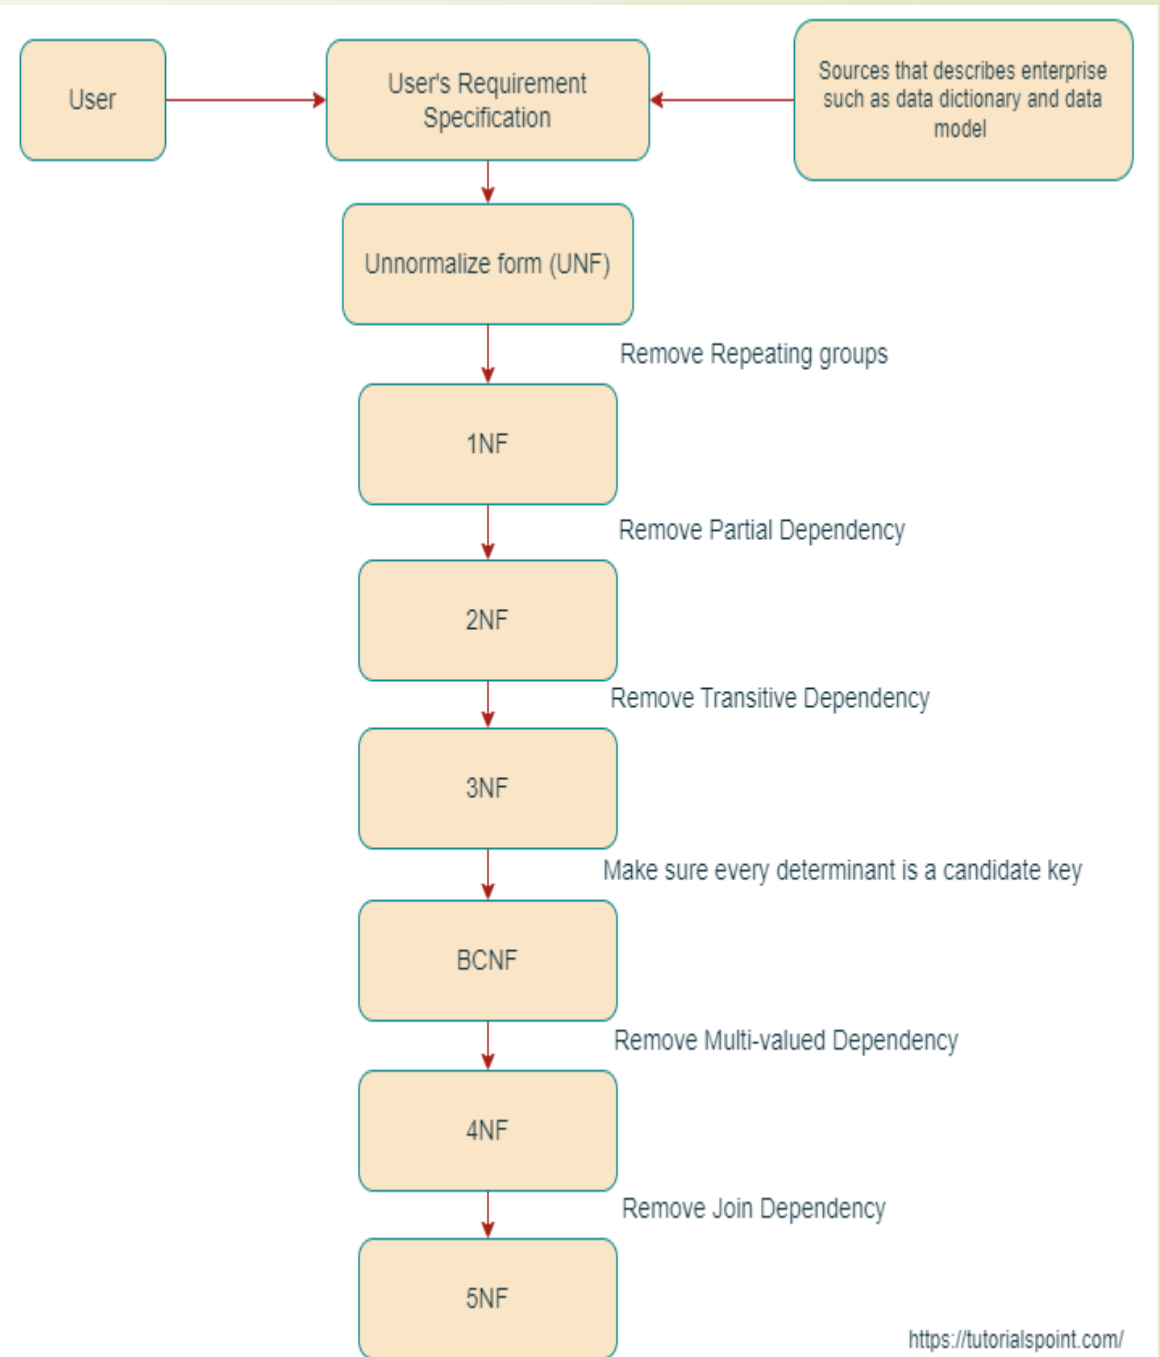 User
User's Requirement
Specification
Sources that describes enterprise
such as data dictionary and data
model
Unnormalize form (UNF)
Remove Repeating groups
1NF
Remove Partial Dependency
2NF
Remove Transitive Dependency
3NF
Make sure every determinant is a candidate key
BCNF
Remove Multi-valued Dependency
4NF
Remove Join Dependency
5NF
https://tutorialspoint.com/